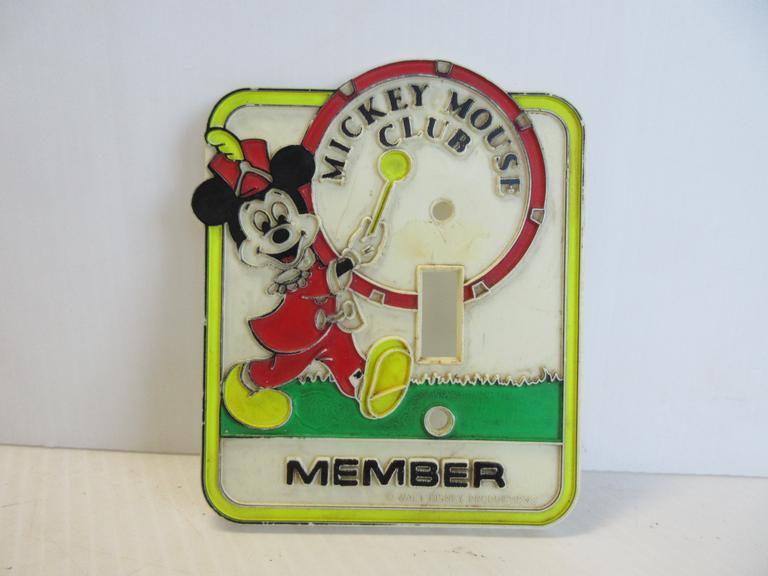 MICKEY MOUSE
CLUB
MEMBER
© WALT DISNEY PRODUCTIONS